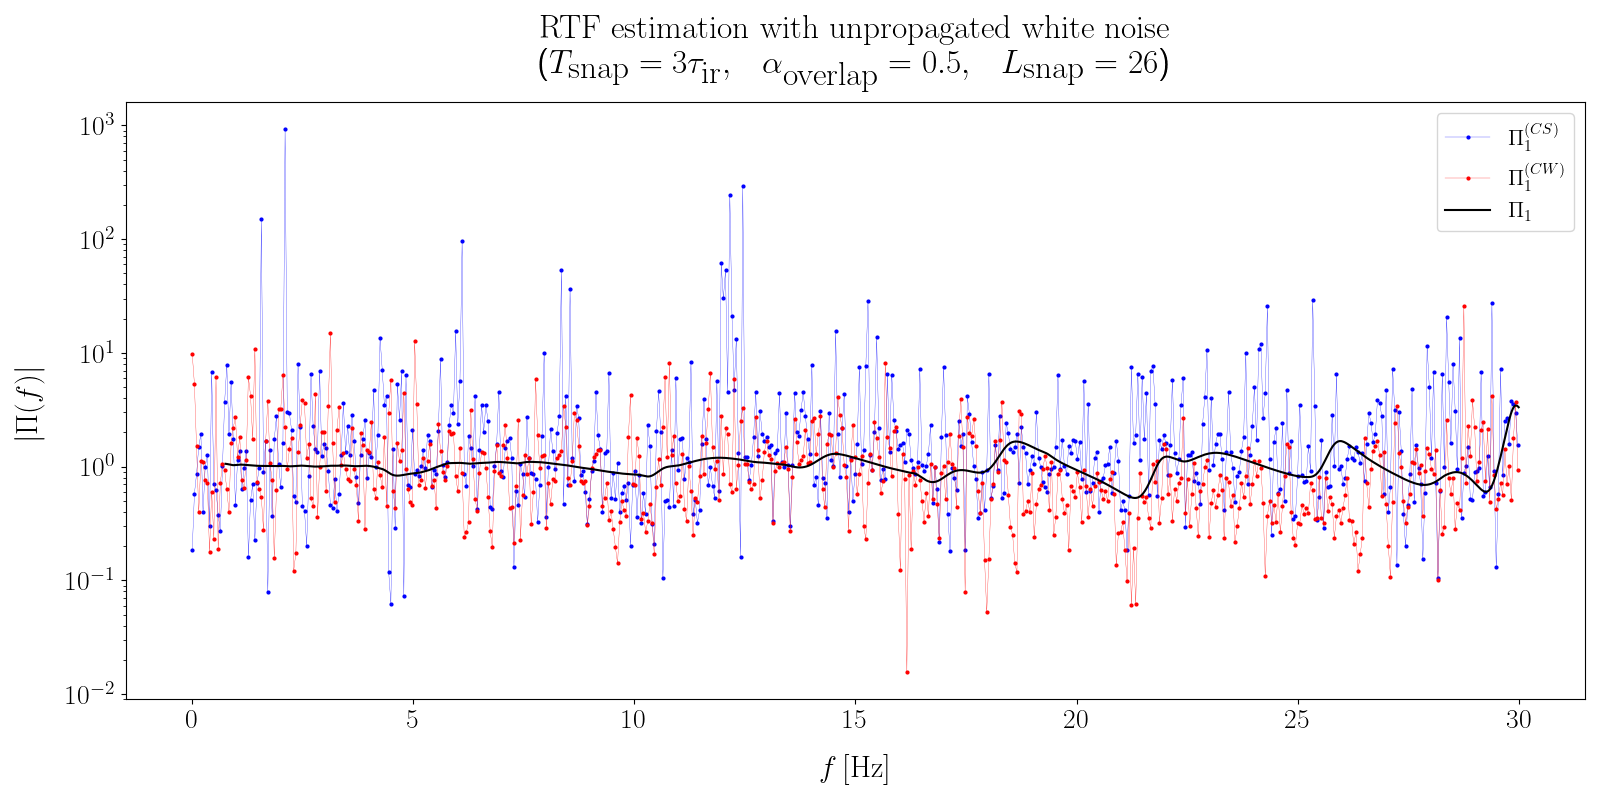 RTF estimation with unpropagated white noise
(T_snap = 3τ_ir, α_overlap = 0.5, L_snap = 26)
10^3
10^2
10^1
10^0
10^−1
10^−2
|Π(f)|
Π_1^(CS)
Π_1^(CW)
Π_1
0 5 10 15 20 25 30
f [Hz]